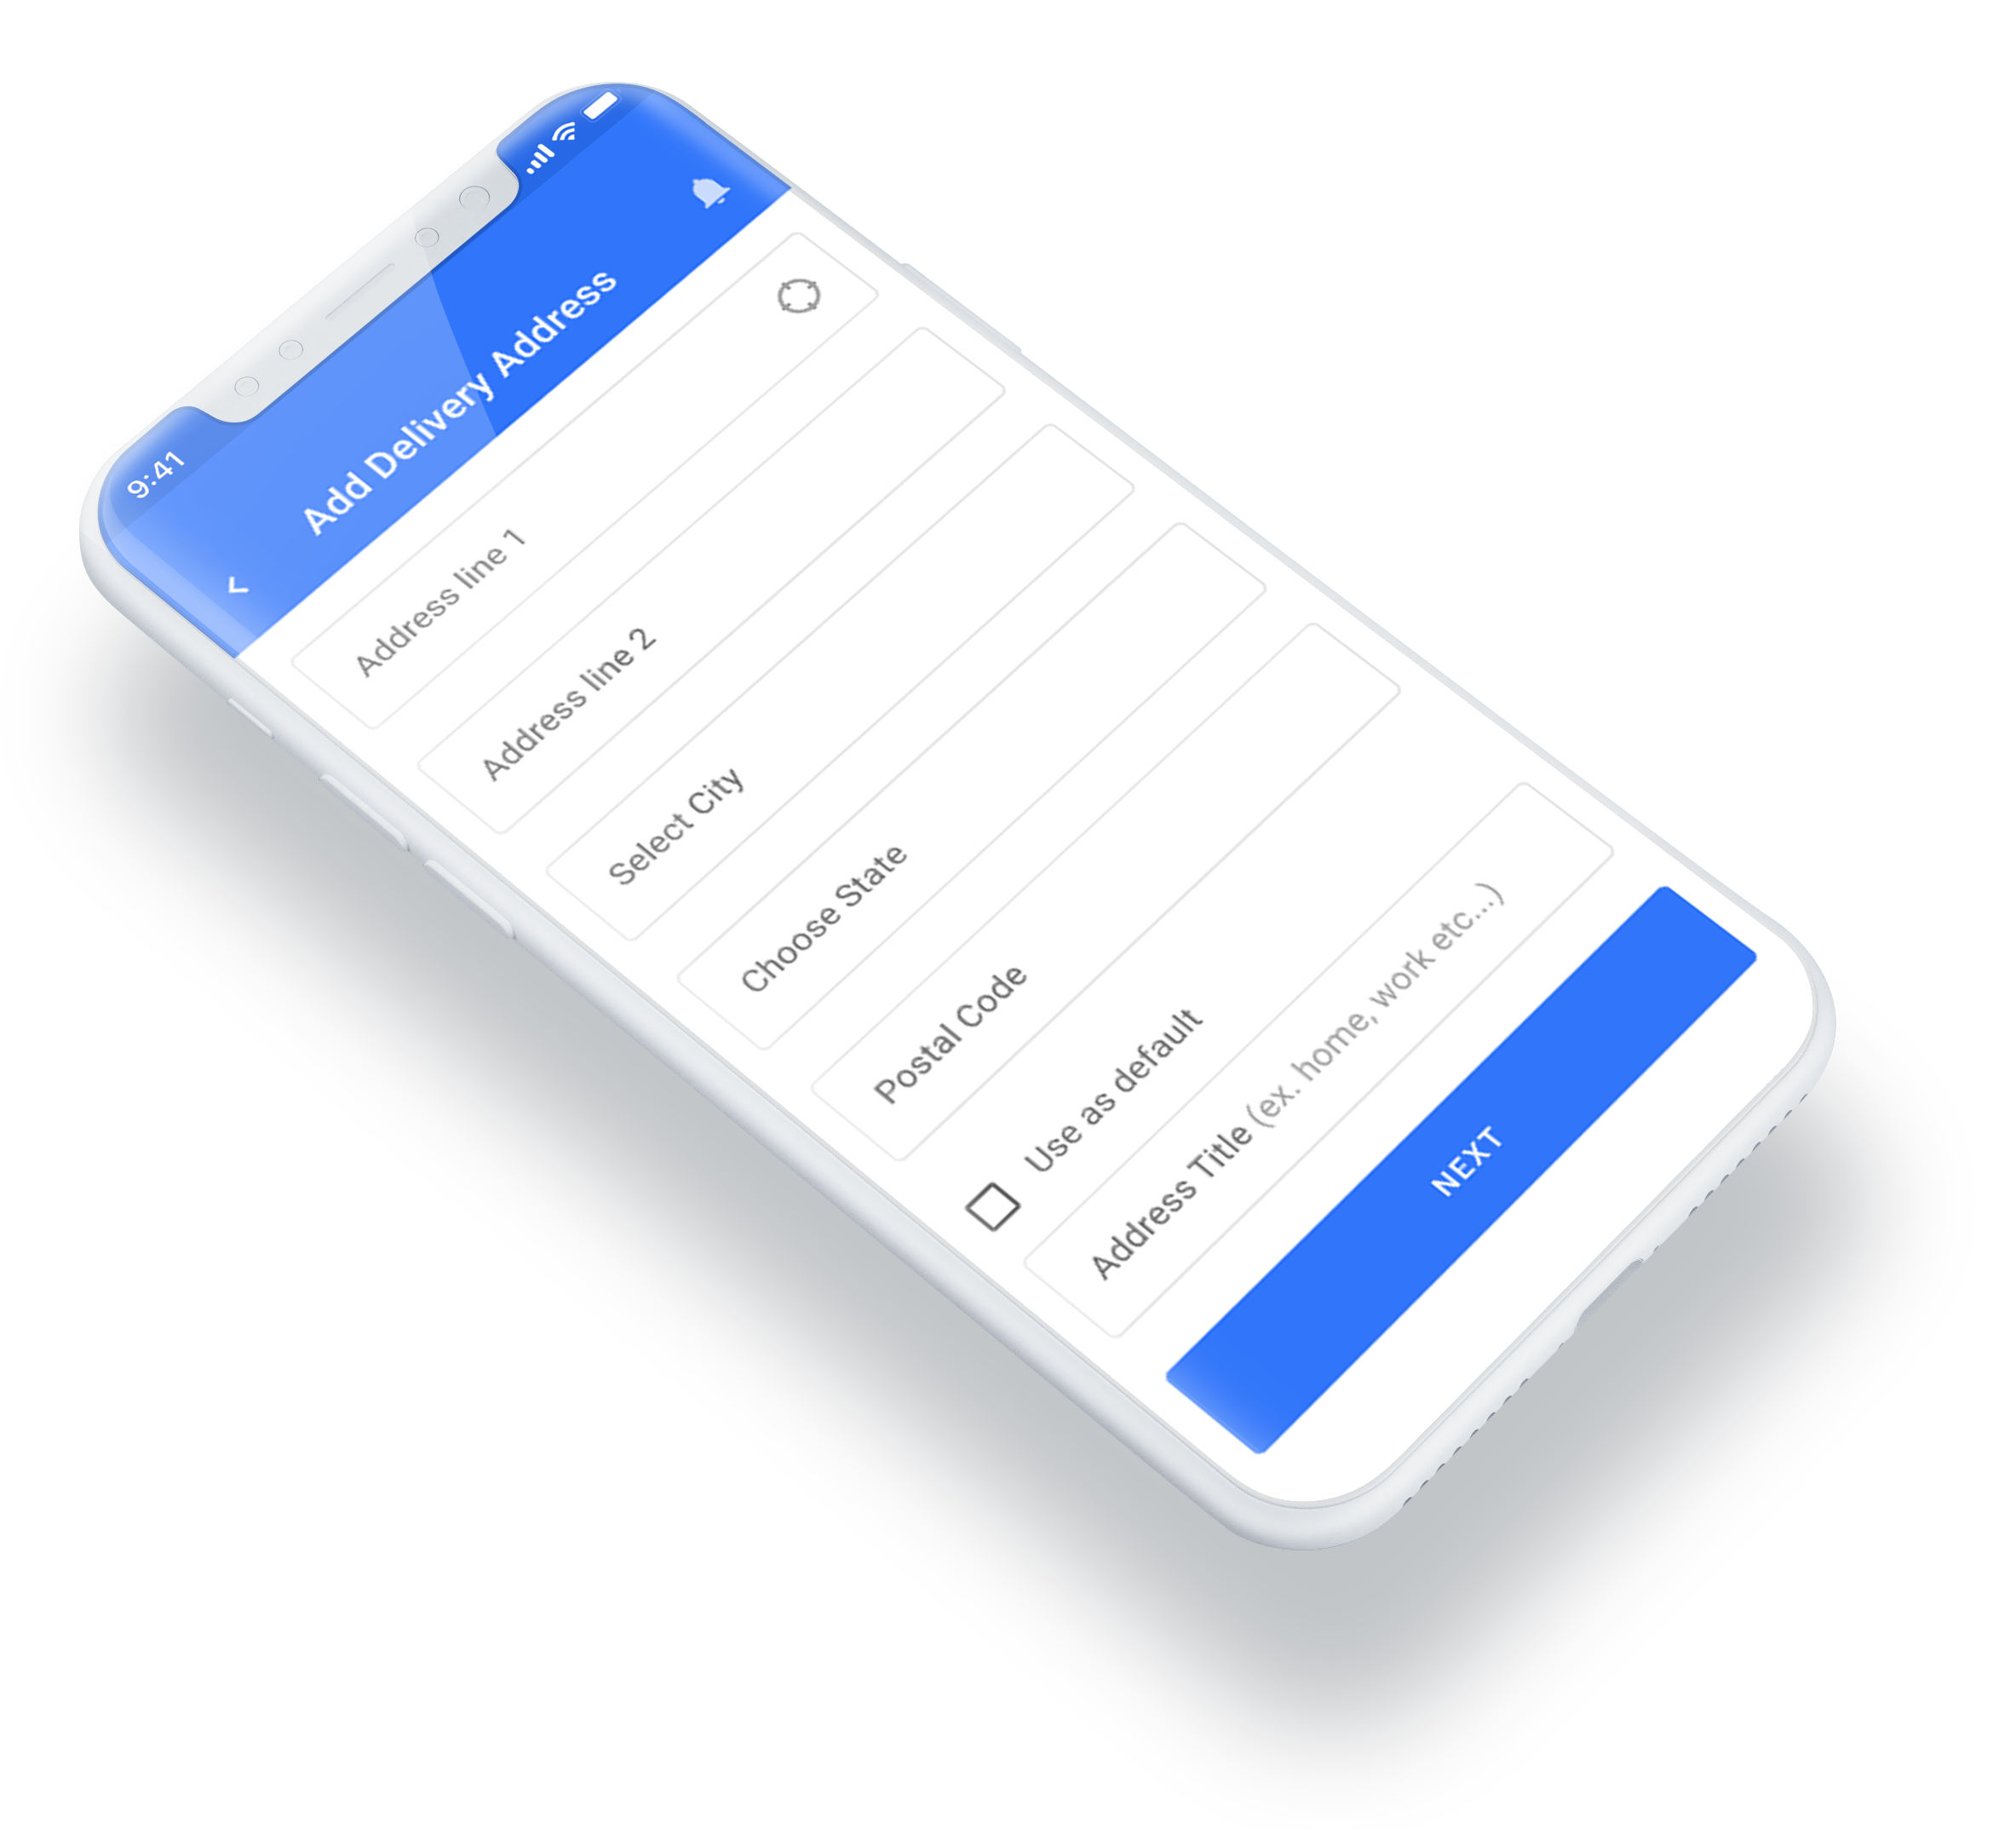 9:41
Add Delivery Address
Address line 1
Address line 2
Select City
Choose State
Postal Code
Use as default
Address Title (ex. home, work etc...)
NEXT